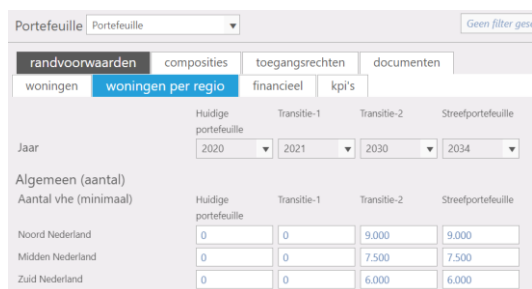 Portefeuille Portefeuille Geen filter
randvoorwaarden composities toegangsrechten documenten
woningen woningen per regio financieel kpi's
Huidige portefeuille Transitie-1 Transitie-2 Streefportefeuille
Jaar 2020 2021 2030 2034
Algemeen (aantal)
Aantal vhe (minimaal) Huidige portefeuille Transitie-1 Transitie-2 Streefportefeuille
Noord Nederland 0 0 9.000 9.000
Midden Nederland 0 0 7.500 7.500
Zuid Nederland 0 0 6.000 6.000